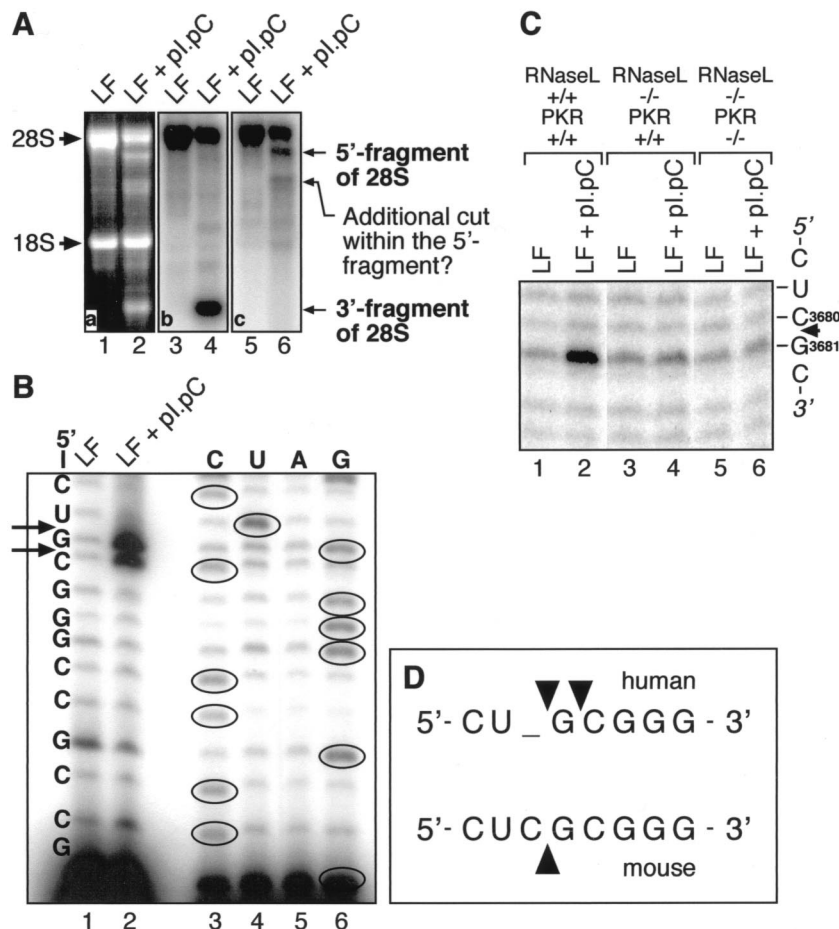 A
LF
LF + pI.pC
LF
LF + pI.pC
LF
LF + pI.pC
28S
18S
5'-fragment
of 28S
Additional cut
within the 5'-
fragment?
3'-fragment
of 28S
a
b
c
1 2 3 4 5 6
B
5'
I
LF
LF + pI.pC
C U A G
C
U
G
C
G
G
G
C
C
G
C
C
G
1 2 3 4 5 6
C
RNaseL RNaseL RNaseL
+/+ -/- -/-
PKR PKR PKR
+/+ +/+ -/-
LF
LF + pI.pC
LF
LF + pI.pC
LF
LF + pI.pC
5'
C
U
C3680
G3681
C
3'
1 2 3 4 5 6
D
human
5'- C U _ G C G G G - 3'
5'- C U C G C G G G - 3'
mouse